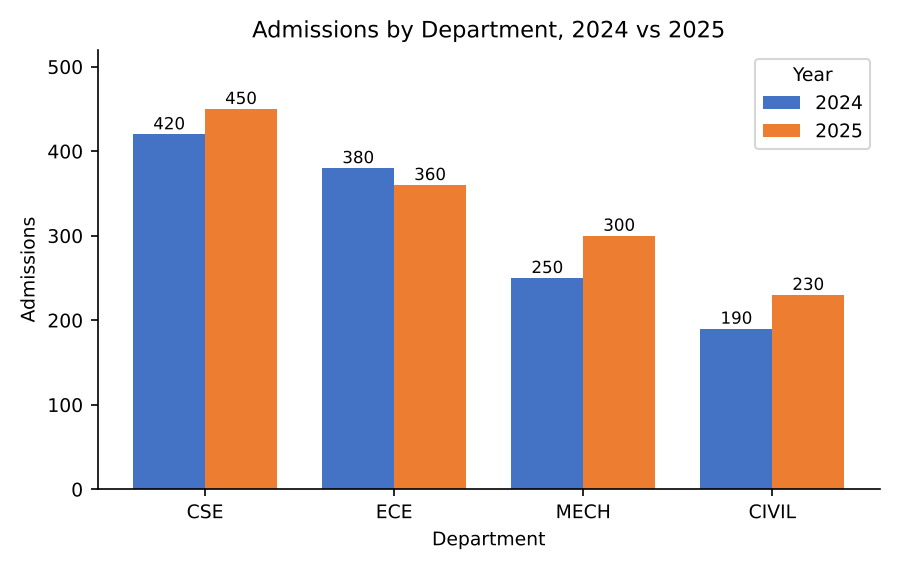 Admissions by Department, 2024 vs 2025
Year
2024
2025
Admissions
500
400
300
200
100
0
420
450
380
360
250
300
190
230
CSE
ECE
MECH
CIVIL
Department